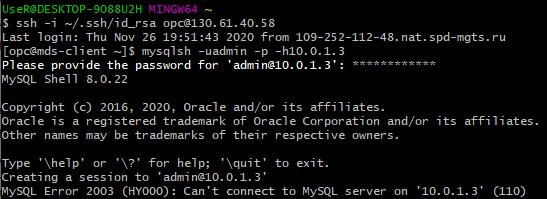 UseR@DESKTOP-9088U2H MINGW64 ~
$ ssh -i ~/.ssh/id_rsa opc@130.61.40.58
Last login: Thu Nov 26 19:51:43 2020 from 109-252-112-48.nat.spd-mgts.ru
[opc@mds-client ~]$ mysqlsh -uadmin -p -h10.0.1.3
Please provide the password for 'admin@10.0.1.3': ************
MySQL Shell 8.0.22
Copyright (c) 2016, 2020, Oracle and/or its affiliates.
Oracle is a registered trademark of Oracle Corporation and/or its affiliates.
Other names may be trademarks of their respective owners.
Type '\help' or '\?' for help; '\quit' to exit.
Creating a session to 'admin@10.0.1.3'
MySQL Error 2003 (HY000): Can't connect to MySQL server on '10.0.1.3' (110)